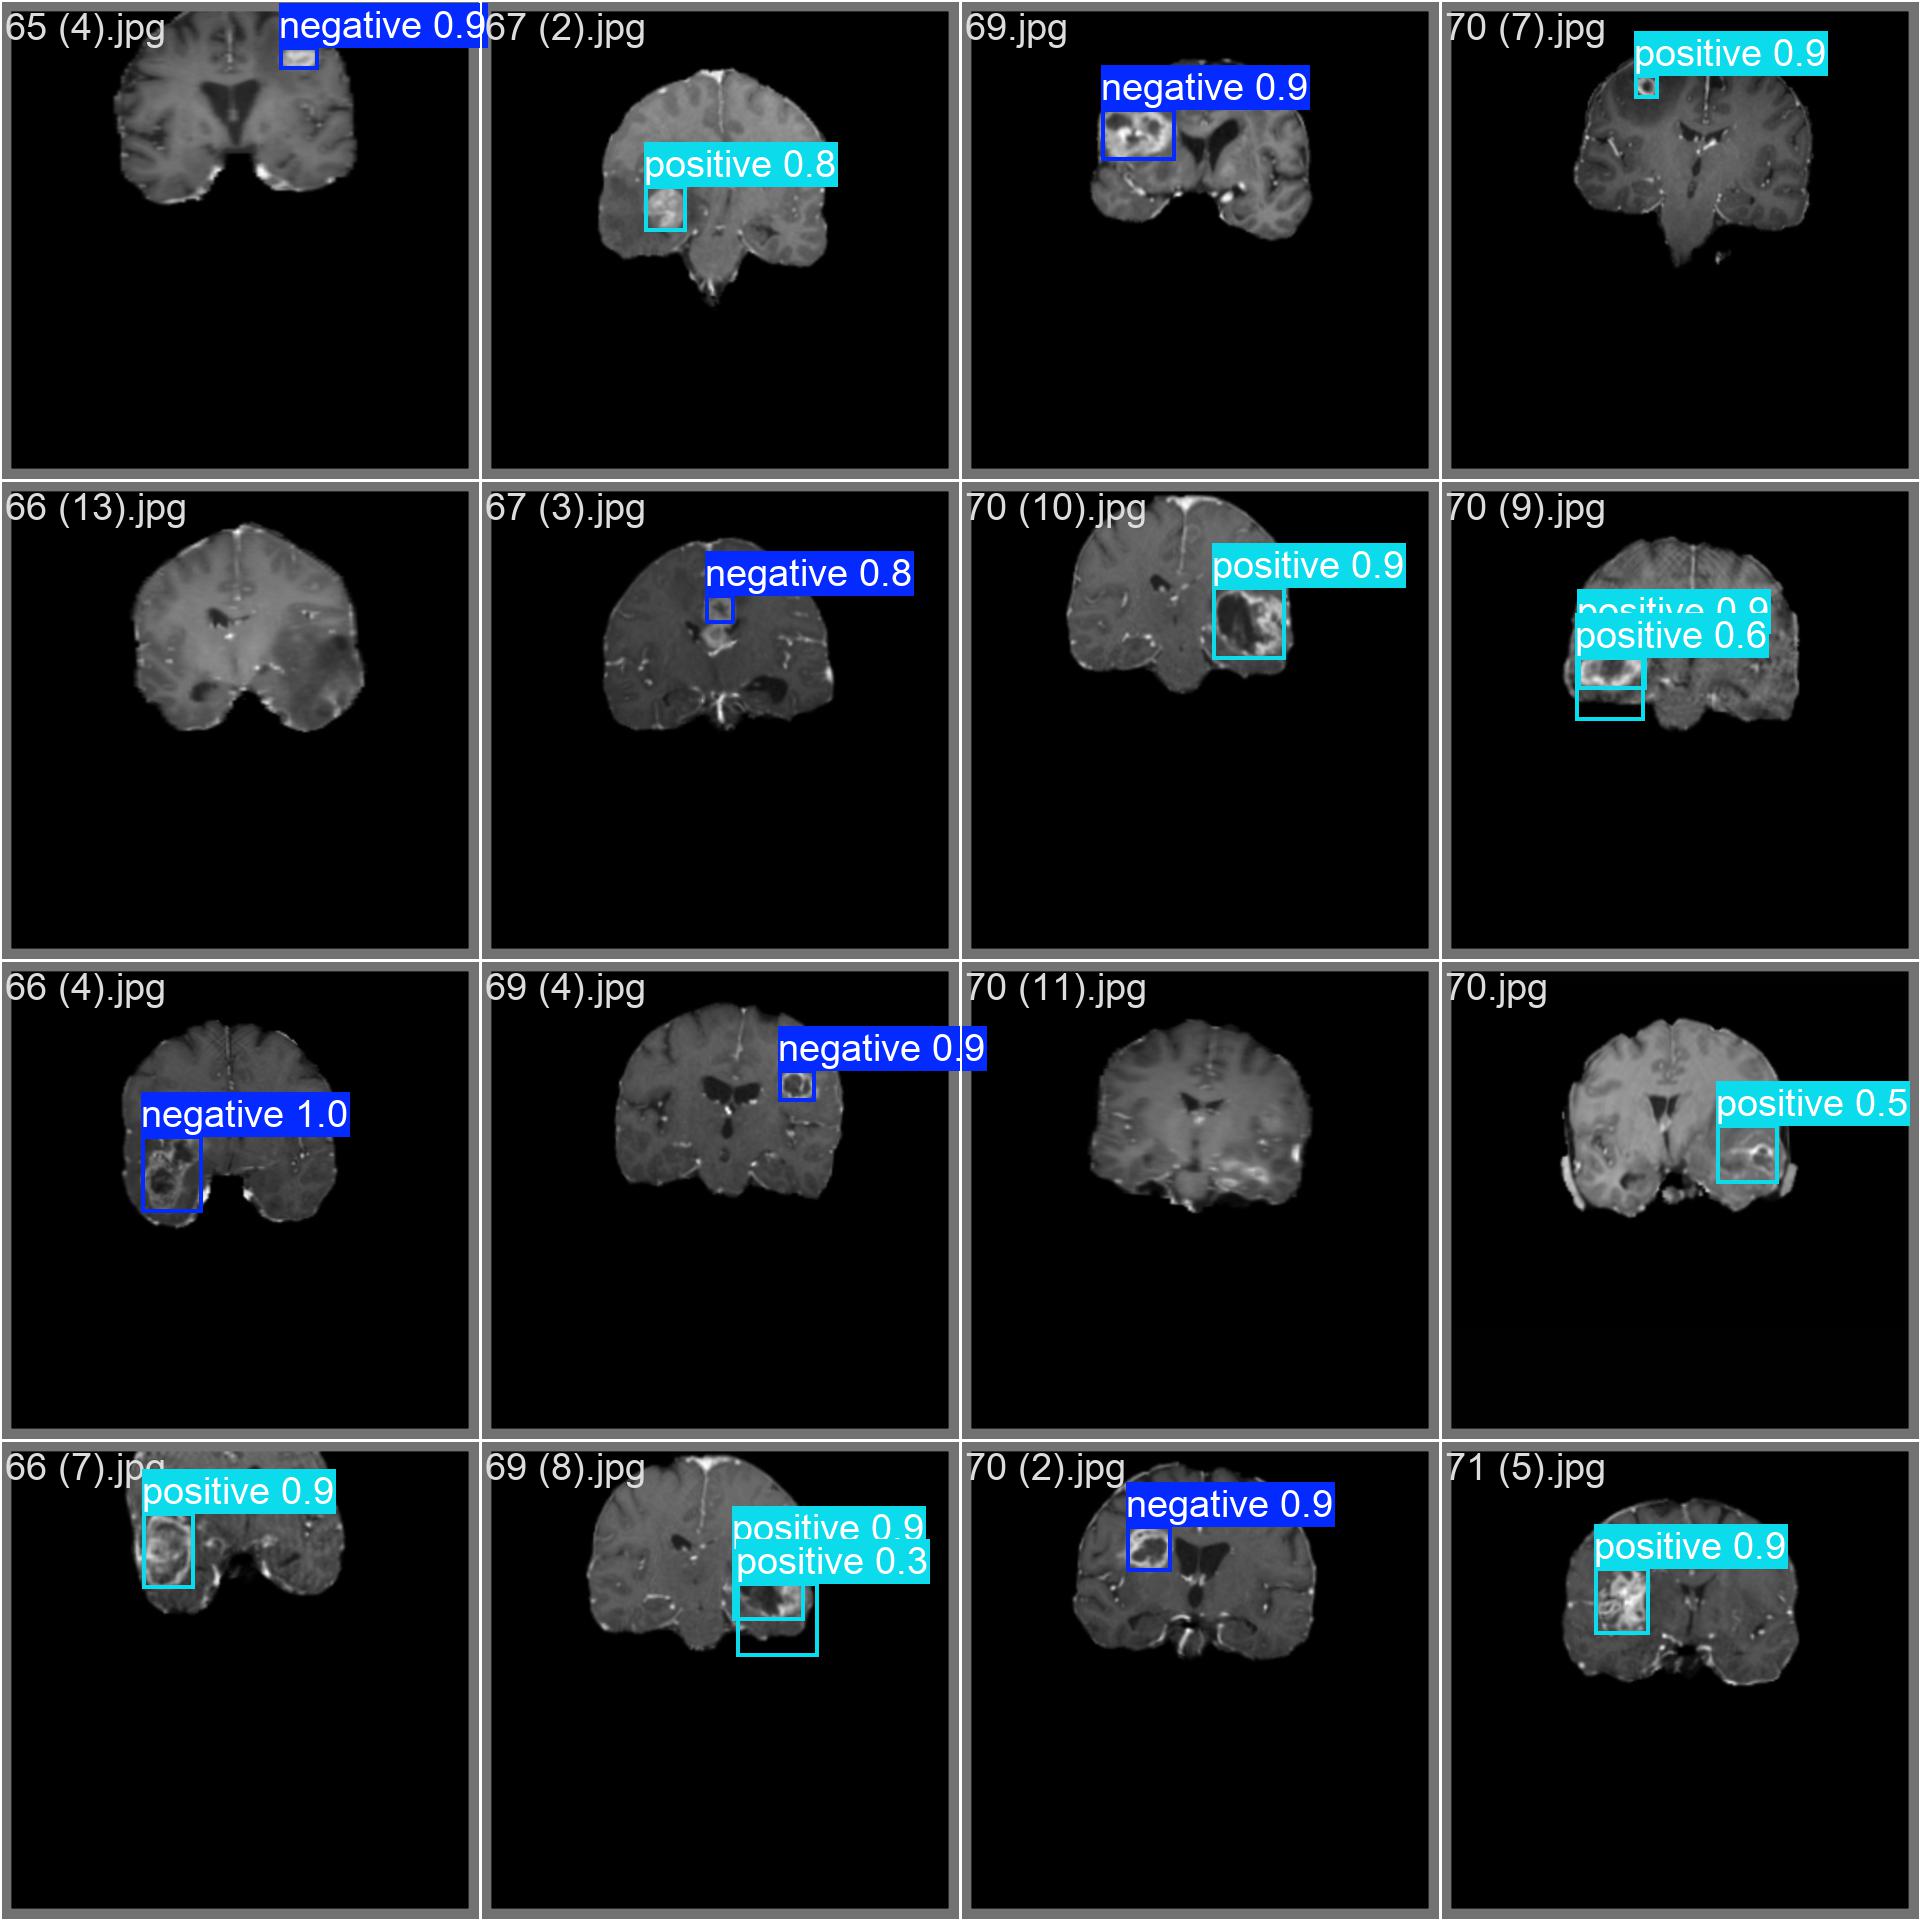 65 (4).jpg
negative 0.9
67 (2).jpg
positive 0.8
69.jpg
negative 0.9
70 (7).jpg
positive 0.9
66 (13).jpg
67 (3).jpg
negative 0.8
70 (10).jpg
positive 0.9
70 (9).jpg
positive 0.9
positive 0.6
66 (4).jpg
negative 1.0
69 (4).jpg
negative 0.9
70 (11).jpg
70.jpg
positive 0.5
66 (7).jpg
positive 0.9
69 (8).jpg
positive 0.9
positive 0.3
70 (2).jpg
negative 0.9
71 (5).jpg
positive 0.9